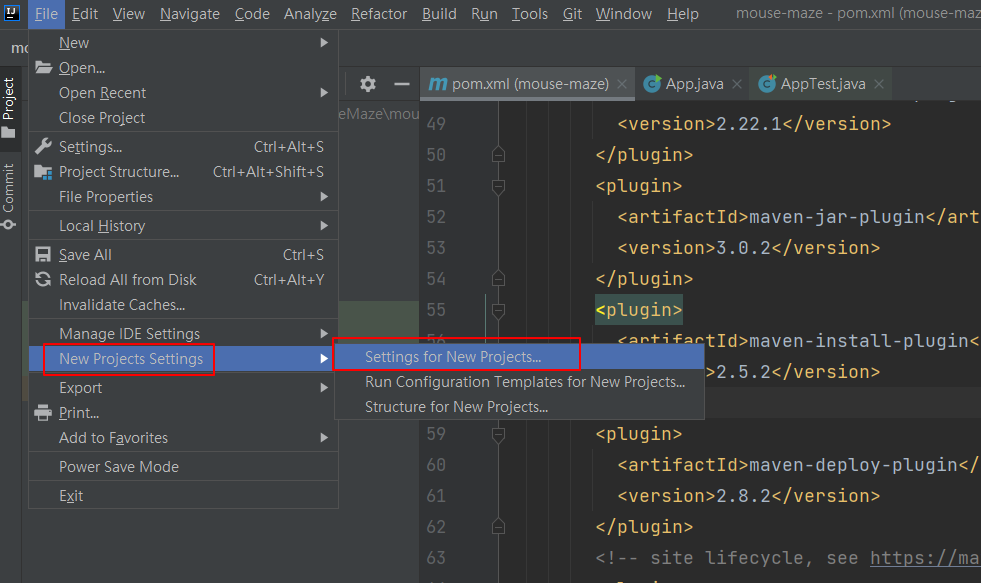 IJ File Edit View Navigate Code Analyze Refactor Build Run Tools Git Window Help mouse-maze - pom.xml (mouse-maz
Project
Commit
New
Open...
Open Recent
Close Project
Settings... Ctrl+Alt+S
Project Structure... Ctrl+Alt+Shift+S
File Properties
Local History
Save All Ctrl+S
Reload All from Disk Ctrl+Alt+Y
Invalidate Caches...
Manage IDE Settings
New Projects Settings
Export
Print...
Add to Favorites
Power Save Mode
Exit
Settings for New Projects...
Run Configuration Templates for New Projects...
Structure for New Projects...
eMaze\mou
m pom.xml (mouse-maze) C App.java C AppTest.java
49 <version>2.22.1</version>
50 </plugin>
51 <plugin>
52 <artifactId>maven-jar-plugin</art
53 <version>3.0.2</version>
54 </plugin>
55 <plugin>
<artifactId>maven-install-plugin<
>2.5.2</version>
59 <plugin>
60 <artifactId>maven-deploy-plugin</
61 <version>2.8.2</version>
62 </plugin>
63 <!-- site lifecycle, see https://ma